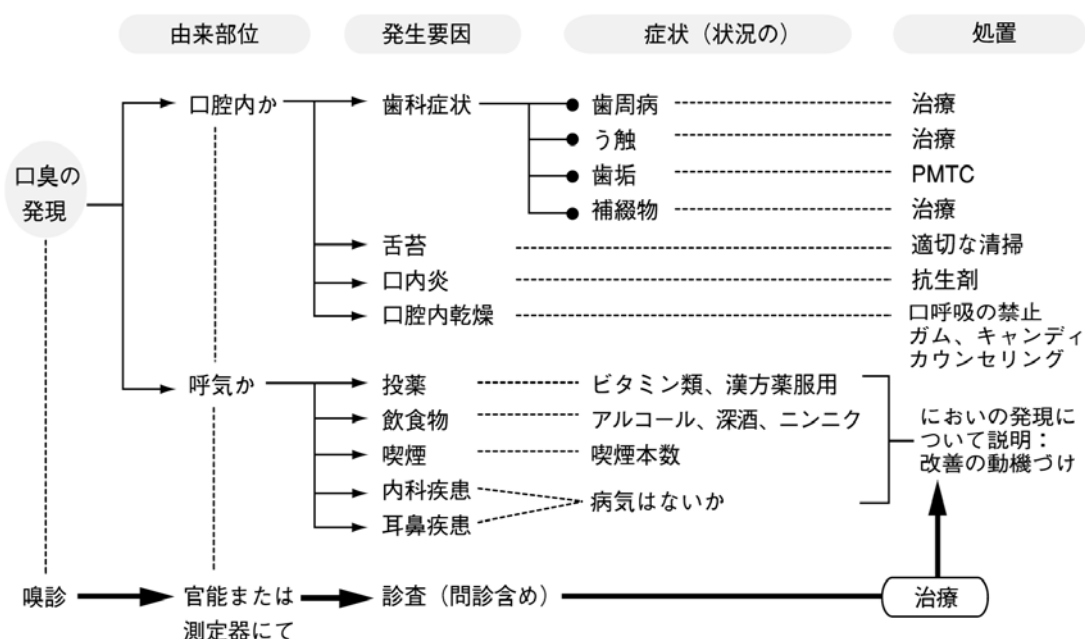 由来部位 発生要因 症状（状況の） 処置
口臭の
発現
口腔内か 歯科症状 歯周病 治療
う触 治療
歯垢 PMTC
補綴物 治療
舌苔 適切な清掃
口内炎 抗生剤
口腔内乾燥 口呼吸の禁止
ガム、キャンディ
カウンセリング
呼気か 投薬 ビタミン類、漢方薬服用
飲食物 アルコール、深酒、ニンニク
喫煙 喫煙本数
内科疾患
耳鼻疾患
病気はないか
においの発現に
ついて説明：
改善の動機づけ
嗅診 官能または
測定器にて
診査（問診含め） 治療